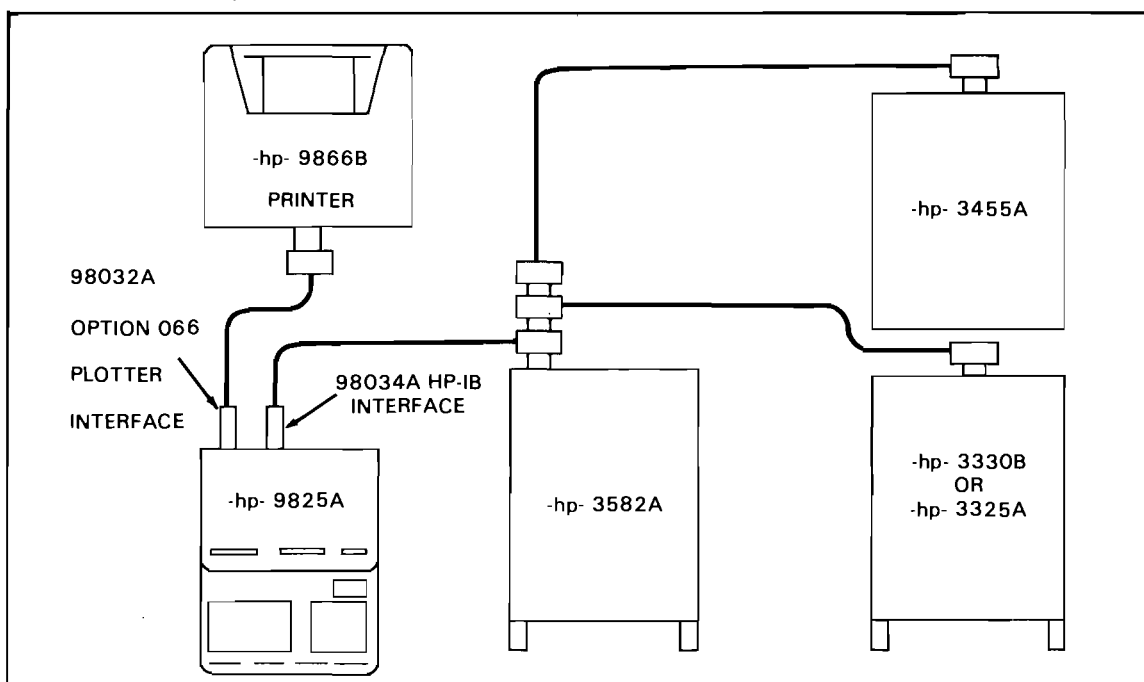 -hp- 9866B
PRINTER
98032A
OPTION 066
PLOTTER
INTERFACE
98034A HP-IB
INTERFACE
-hp- 9825A
-hp- 3582A
-hp- 3455A
-hp- 3330B
OR
-hp- 3325A